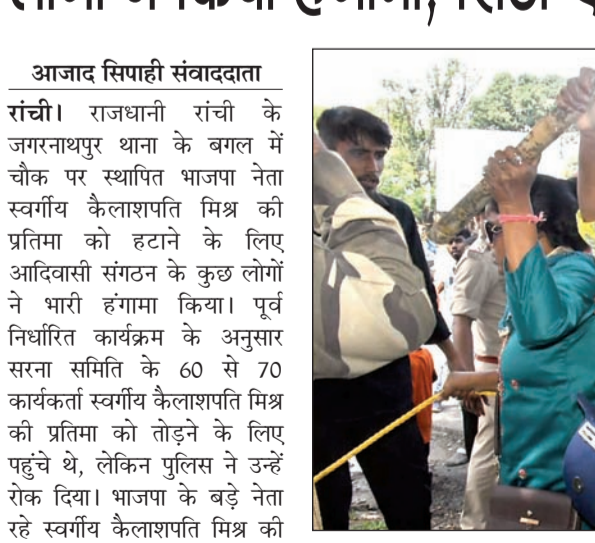 आजाद सिपाही संवाददाता
रांची। राजधानी रांची के
जगरनाथपुर थाना के बगल में
चौक पर स्थापित भाजपा नेता
स्वर्गीय कैलाशपति मिश्र की
प्रतिमा को हटाने के लिए
आदिवासी संगठन के कुछ लोगों
ने भारी हंगामा किया। पूर्व
निर्धारित कार्यक्रम के अनुसार
सरना समिति के 60 से 70
कार्यकर्ता स्वर्गीय कैलाशपति मिश्र
की प्रतिमा को तोड़ने के लिए
पहुंचे थे, लेकिन पुलिस ने उन्हें
रोक दिया। भाजपा के बड़े नेता
रहे स्वर्गीय कैलाशपति मिश्र की